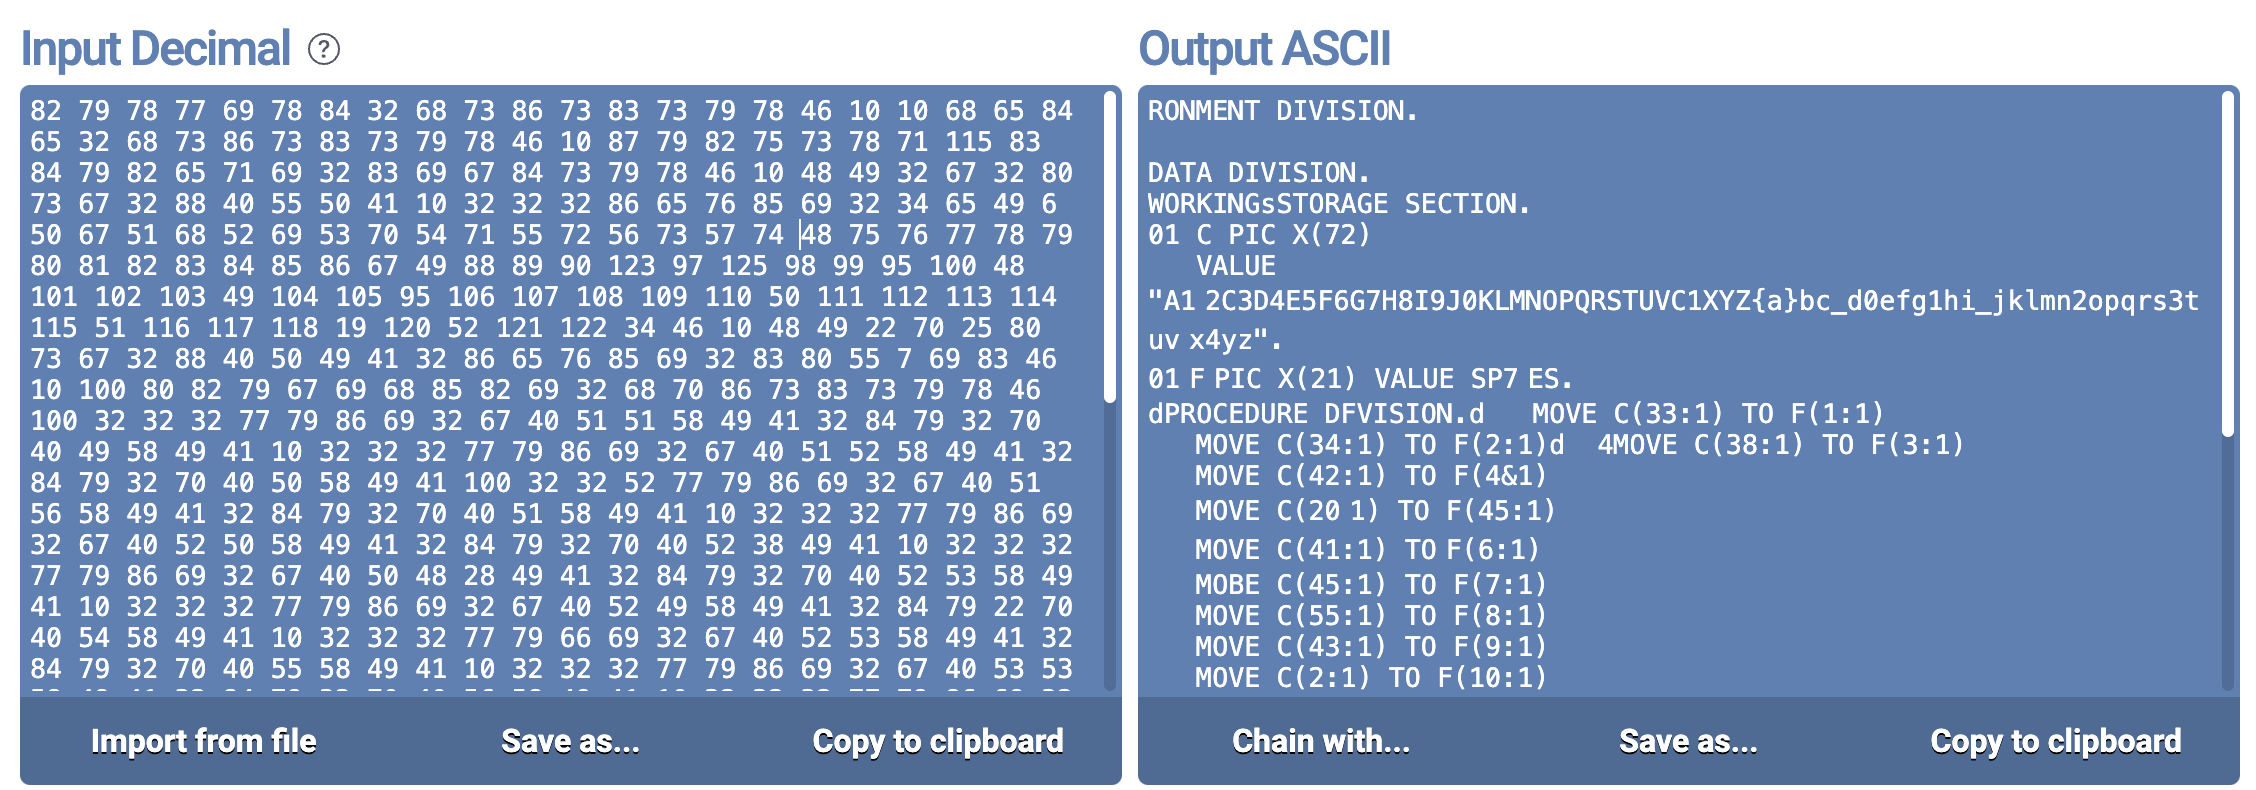 Input Decimal ?
82 79 78 77 69 78 84 32 68 73 86 73 83 73 79 78 46 10 10 68 65 84
65 32 68 73 86 73 83 73 79 78 46 10 87 79 82 75 73 78 71 115 83
84 79 82 65 71 69 32 83 69 67 84 73 79 78 46 10 48 49 32 67 32 80
73 67 32 88 40 55 50 41 10 32 32 32 86 65 76 85 69 32 34 65 49 6
50 67 51 68 52 69 53 70 54 71 55 72 56 73 57 74 48 75 76 77 78 79
80 81 82 83 84 85 86 67 49 88 89 90 123 97 125 98 99 95 100 48
101 102 103 49 104 105 95 106 107 108 109 110 50 111 112 113 114
115 51 116 117 118 19 120 52 121 122 34 46 10 48 49 22 70 25 80
73 67 32 88 40 50 49 41 32 86 65 76 85 69 32 83 80 55 7 69 83 46
10 100 80 82 79 67 69 68 85 82 69 32 68 70 86 73 83 73 79 78 46
100 32 32 32 77 79 86 69 32 67 40 51 51 58 49 41 32 84 79 32 70
40 49 58 49 41 10 32 32 32 77 79 86 69 32 67 40 51 52 58 49 41 32
84 79 32 70 40 50 58 49 41 100 32 32 52 77 79 86 69 32 67 40 51
56 58 49 41 32 84 79 32 70 40 51 58 49 41 10 32 32 32 77 79 86 69
32 67 40 52 50 58 49 41 32 84 79 32 70 40 52 38 49 41 10 32 32 32
77 79 86 69 32 67 40 50 48 28 49 41 32 84 79 32 70 40 52 53 58 49
41 10 32 32 32 77 79 86 69 32 67 40 52 49 58 49 41 32 84 79 22 70
40 54 58 49 41 10 32 32 32 77 79 66 69 32 67 40 52 53 58 49 41 32
84 79 32 70 40 55 58 49 41 10 32 32 32 77 79 86 69 32 67 40 53 53
Import from file
Save as...
Copy to clipboard
Output ASCII
RONMENT DIVISION.
DATA DIVISION.
WORKINGsSTORAGE SECTION.
01 C PIC X(72)
VALUE
"A1 2C3D4E5F6G7H8I9J0KLMNOPQRSTUVC1XYZ{a}bc_d0efg1hi_jklmn2opqrs3t
uv x4yz".
01 F PIC X(21) VALUE SP7 ES.
dPROCEDURE DFVISION.d   MOVE C(33:1) TO F(1:1)
MOVE C(34:1) TO F(2:1)d  4MOVE C(38:1) TO F(3:1)
MOVE C(42:1) TO F(4&1)
MOVE C(20 1) TO F(45:1)
MOVE C(41:1) TO F(6:1)
MOBE C(45:1) TO F(7:1)
MOVE C(55:1) TO F(8:1)
MOVE C(43:1) TO F(9:1)
MOVE C(2:1) TO F(10:1)
Chain with...
Save as...
Copy to clipboard